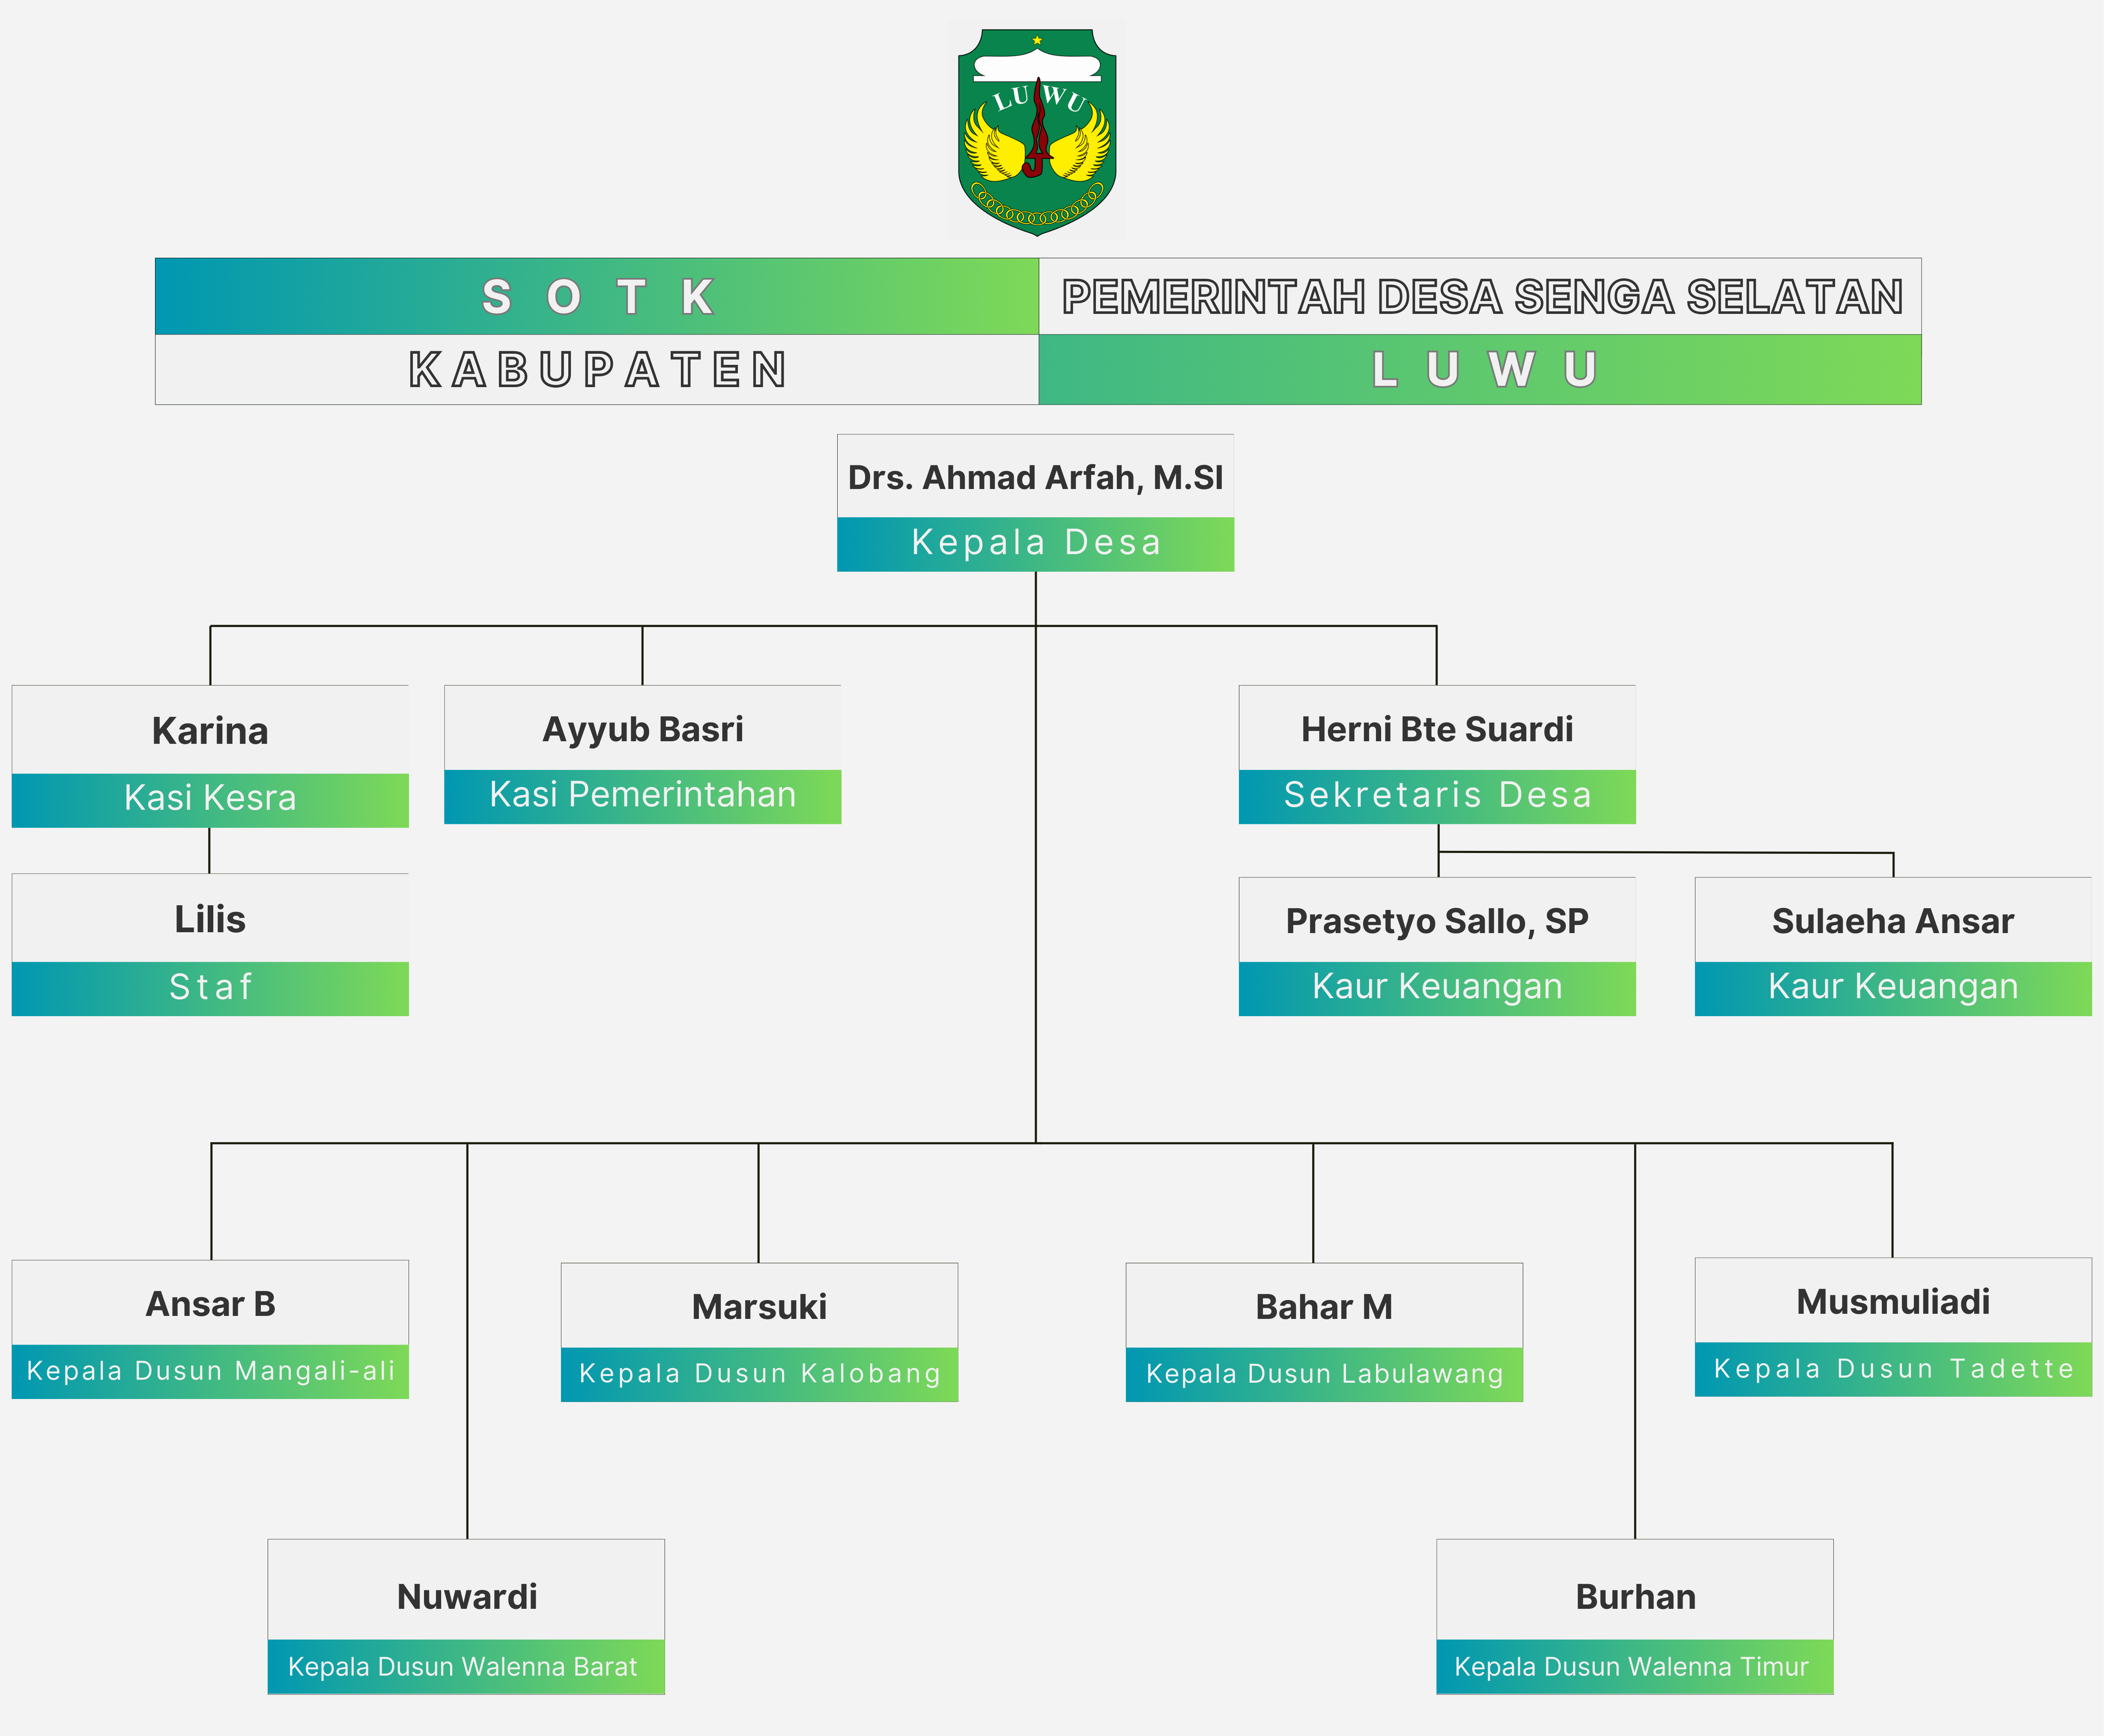 LUWU
SOTK
PEMERINTAH DESA SENGA SELATAN
KABUPATEN
LUWU
Drs. Ahmad Arfah, M.SI
Kepala Desa
Karina
Kasi Kesra
Ayyub Basri
Kasi Pemerintahan
Herni Bte Suardi
Sekretaris Desa
Lilis
Staf
Prasetyo Sallo, SP
Kaur Keuangan
Sulaeha Ansar
Kaur Keuangan
Ansar B
Kepala Dusun Mangali-ali
Marsuki
Kepala Dusun Kalobang
Bahar M
Kepala Dusun Labulawang
Musmuliadi
Kepala Dusun Tadette
Nuwardi
Kepala Dusun Walenna Barat
Burhan
Kepala Dusun Walenna Timur